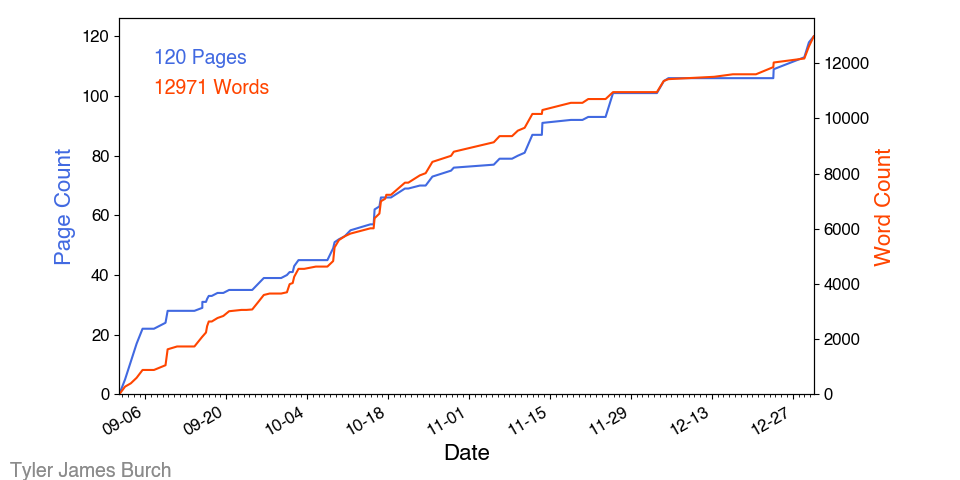 120 Pages
12971 Words
120
100
80
60
40
20
0
12000
10000
8000
6000
4000
2000
0
Page Count
Word Count
09-06 09-20 10-04 10-18 11-01 11-15 11-29 12-13 12-27
Date
Tyler James Burch